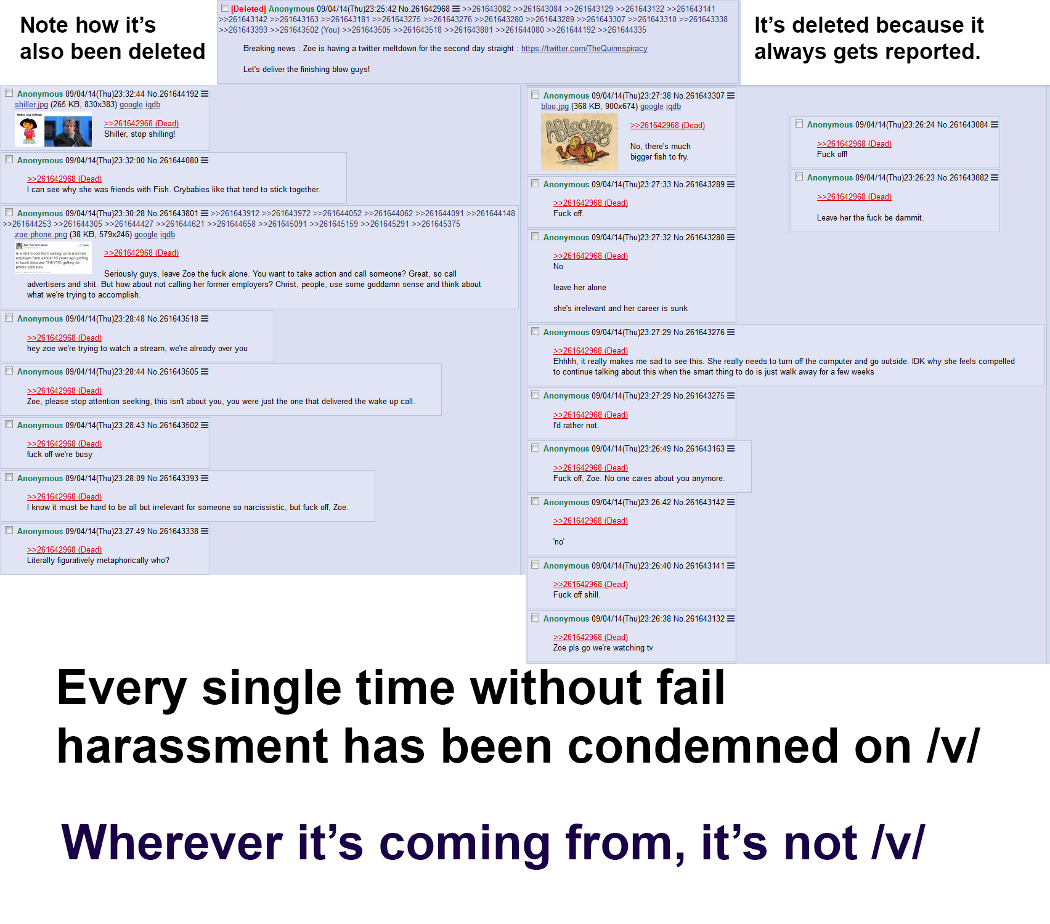 Note how it's
also been deleted
[Deleted] Anonymous 09/04/14(Thu)23:25:42 No.261642968 >>261643082 >>261643084 >>261643129 >>261643132 >>261643141
>>261643142 >>261643163 >>261643181 >>261643275 >>261643276 >>261643280 >>261643289 >>261643307 >>261643310 >>261643338
>>261643393 >>261643502 (You) >>261643505 >>261643518 >>261643801 >>261644080 >>261644192 >>261644335
Breaking news : Zoe is having a twitter meltdown for the second day straight : https://twitter.com/TheQuinnspiracy
Let's deliver the finishing blow guys!
It's deleted because it
always gets reported.
Anonymous 09/04/14(Thu)23:32:44 No.261644192
shiller.jpg (265 KB, 830x383) google iqdb
>>261642968 (Dead)
Shiller, stop shilling!
Anonymous 09/04/14(Thu)23:32:00 No.261644080
>>261642968 (Dead)
I can see why she was friends with Fish. Crybabies like that tend to stick together.
Anonymous 09/04/14(Thu)23:30:28 No.261643801 >>261643912 >>261643972 >>261644052 >>261644062 >>261644091 >>261644148
>>261644253 >>261644305 >>261644427 >>261644621 >>261644658 >>261645091 >>261645159 >>261645291 >>261645375
zoe-phone.png (38 KB, 579x246) google iqdb
>>261642968 (Dead)
Seriously guys, leave Zoe the fuck alone. You want to take action and call someone? Great, so call
advertisers and shit. But how about not calling her former employers? Christ, people, use some goddamn sense and think about
what we're trying to accomplish.
Anonymous 09/04/14(Thu)23:28:48 No.261643518
>>261642968 (Dead)
hey zoe we're trying to watch a stream, we're already over you
Anonymous 09/04/14(Thu)23:28:44 No.261643505
>>261642968 (Dead)
Zoe, please stop attention seeking, this isn't about you, you were just the one that delivered the wake up call.
Anonymous 09/04/14(Thu)23:28:43 No.261643502
>>261642968 (Dead)
fuck off we're busy
Anonymous 09/04/14(Thu)23:28:09 No.261643393
>>261642968 (Dead)
I know it must be hard to be all but irrelevant for someone so narcissistic, but fuck off, Zoe.
Anonymous 09/04/14(Thu)23:27:49 No.261643338
>>261642968 (Dead)
Literally figuratively metaphorically who?
Anonymous 09/04/14(Thu)23:27:38 No.261643307
bloo.jpg (368 KB, 900x674) google iqdb
>>261642968 (Dead)
No, there's much
bigger fish to fry.
Anonymous 09/04/14(Thu)23:27:33 No.261643289
>>261642968 (Dead)
Fuck off.
Anonymous 09/04/14(Thu)23:27:32 No.261643280
>>261642968 (Dead)
No
leave her alone
she's irrelevant and her career is sunk
Anonymous 09/04/14(Thu)23:27:29 No.261643276
>>261642968 (Dead)
Ehhhh, it really makes me sad to see this. She really needs to turn off the computer and go outside. IDK why she feels compelled
to continue talking about this when the smart thing to do is just walk away for a few weeks
Anonymous 09/04/14(Thu)23:27:29 No.261643275
>>261642968 (Dead)
I'd rather not.
Anonymous 09/04/14(Thu)23:26:49 No.261643163
>>261642968 (Dead)
Fuck off, Zoe. No one cares about you anymore.
Anonymous 09/04/14(Thu)23:26:42 No.261643142
>>261642968 (Dead)
'no'
Anonymous 09/04/14(Thu)23:26:40 No.261643141
>>261642968 (Dead)
Fuck off shill.
Anonymous 09/04/14(Thu)23:26:38 No.261643132
>>261642968 (Dead)
Zoe pls go we're watching tv
Anonymous 09/04/14(Thu)23:26:24 No.261643084
>>261642968 (Dead)
Fuck off!
Anonymous 09/04/14(Thu)23:26:23 No.261643082
>>261642968 (Dead)
Leave her the fuck be dammit.
Every single time without fail
harassment has been condemned on /v/
Wherever it's coming from, it's not /v/